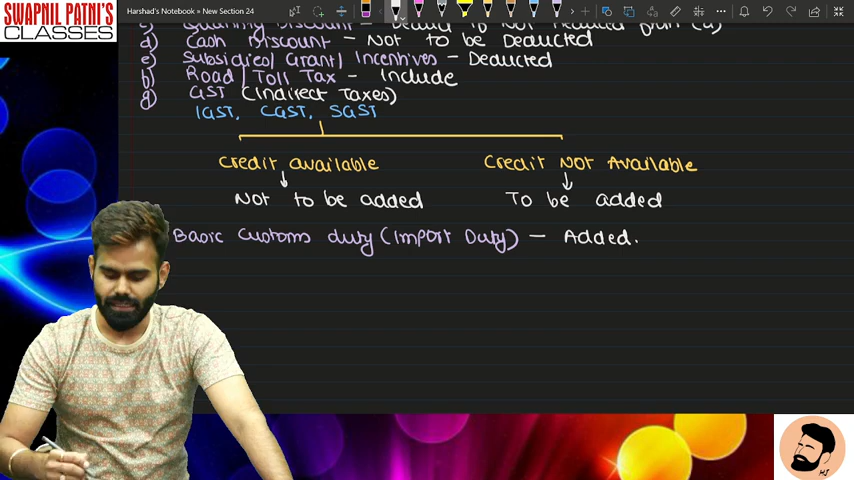 SWAPNIL PATNI'S
CLASSES
Harshad's Notebook » New Section 24
d) Cash Discount - Not to be Deducted
e) Grant/ Incentives - Deducted
Road/Toll Tax - Include
g) GST (Indirect Taxes)
IGST, CGST, SGST
Credit available
Credit Not Available
Not to be added
To be added
Basic Customs duty (Import Duty) - Added.
HS